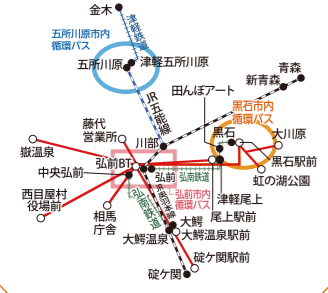 金木
津軽鉄道
五所川原市内
循環バス
五所川原
津軽五所川原
青森
新青森
田んぼアート
黒石市内
循環バス
JR五能線
藤代
営業所
川部
黒石
大川原
嶽温泉
弘前BT
黒石駅前
中央弘前
弘前
弘南鉄道
虹の湖公園
西目屋村
役場前
弘前市内
循環バス
津軽尾上
尾上駅前
相馬
庁舎
弘南鉄道
JR奥羽本線
大鰐
大鰐温泉
大鰐温泉駅前
碇ケ関駅前
碇ケ関